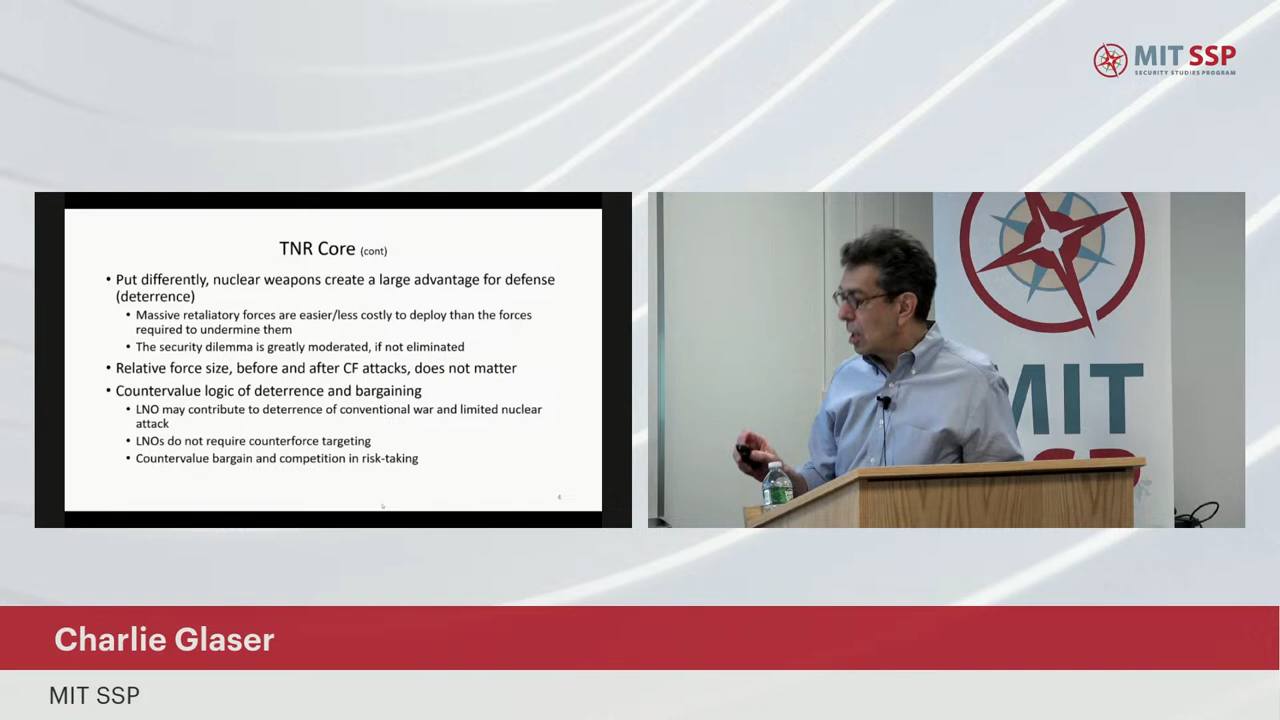 MIT SSP
SECURITY STUDIES PROGRAM
TNR Core (cont)
• Put differently, nuclear weapons create a large advantage for defense
(deterrence)
• Massive retaliatory forces are easier/less costly to deploy than the forces
required to undermine them
• The security dilemma is greatly moderated, if not eliminated
• Relative force size, before and after CF attacks, does not matter
• Countervalue logic of deterrence and bargaining
• LNO may contribute to deterrence of conventional war and limited nuclear
attack
• LNOs do not require counterforce targeting
• Countervalue bargain and competition in risk-taking
4
MIT
SSP
Charlie Glaser
MIT SSP